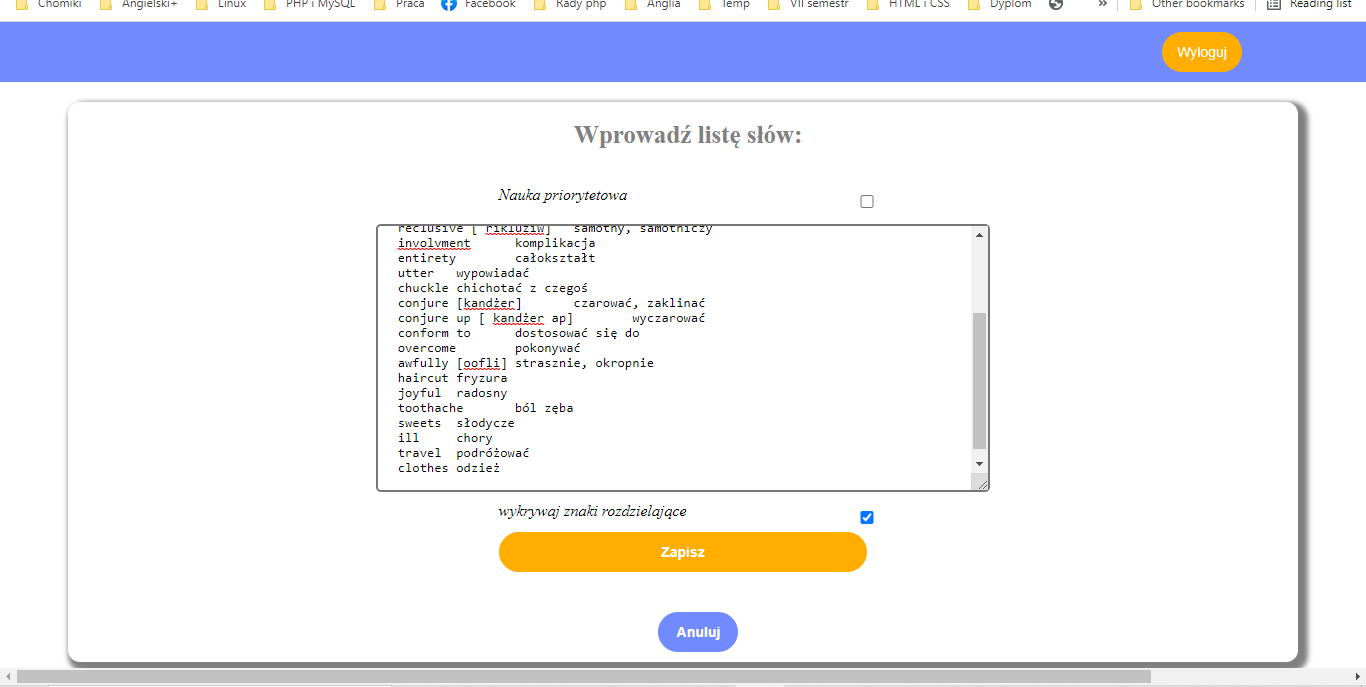 Chomiki Angielski+ Linux PHP i MySQL Praca Facebook Rady php Anglia Temp VII semestr HTML i CSS Dyplom » Other bookmarks Reading list
Wyloguj
Wprowadź listę słów:
Nauka priorytetowa
reclusive [ rikluziw] samotny, samotniczy
involvment komplikacja
entirety całokształt
utter wypowiadać
chuckle chichotać z czegoś
conjure [kandżer] czarować, zaklinać
conjure up [ kandżer ap] wyczarować
conform to dostosować się do
overcome pokonywać
awfully [oofli] strasznie, okropnie
haircut fryzura
joyful radosny
toothache ból zęba
sweets słodycze
ill chory
travel podróżować
clothes odzież
wykrywaj znaki rozdzielające
Zapisz
Anuluj